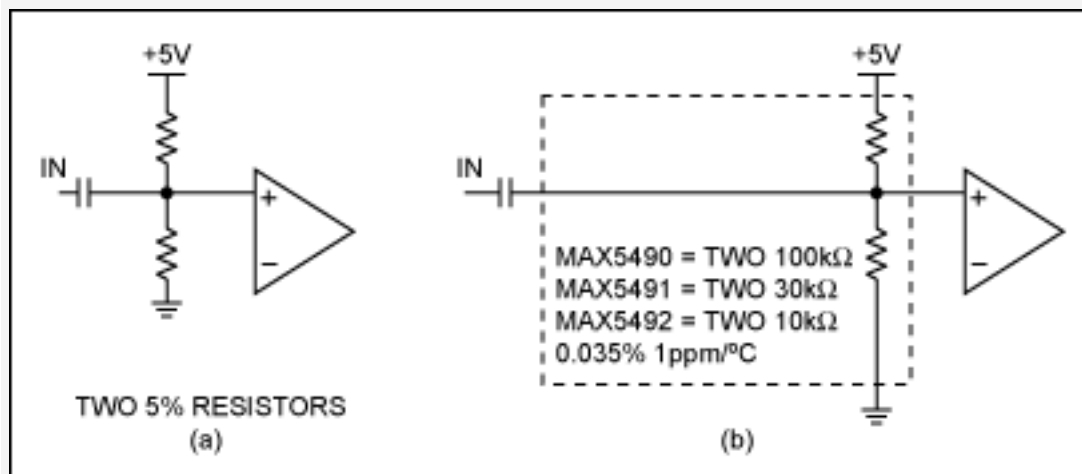 +5V
IN
+
−
TWO 5% RESISTORS
(a)
+5V
IN
+
−
MAX5490 = TWO 100kΩ
MAX5491 = TWO 30kΩ
MAX5492 = TWO 10kΩ
0.035% 1ppm/ºC
(b)